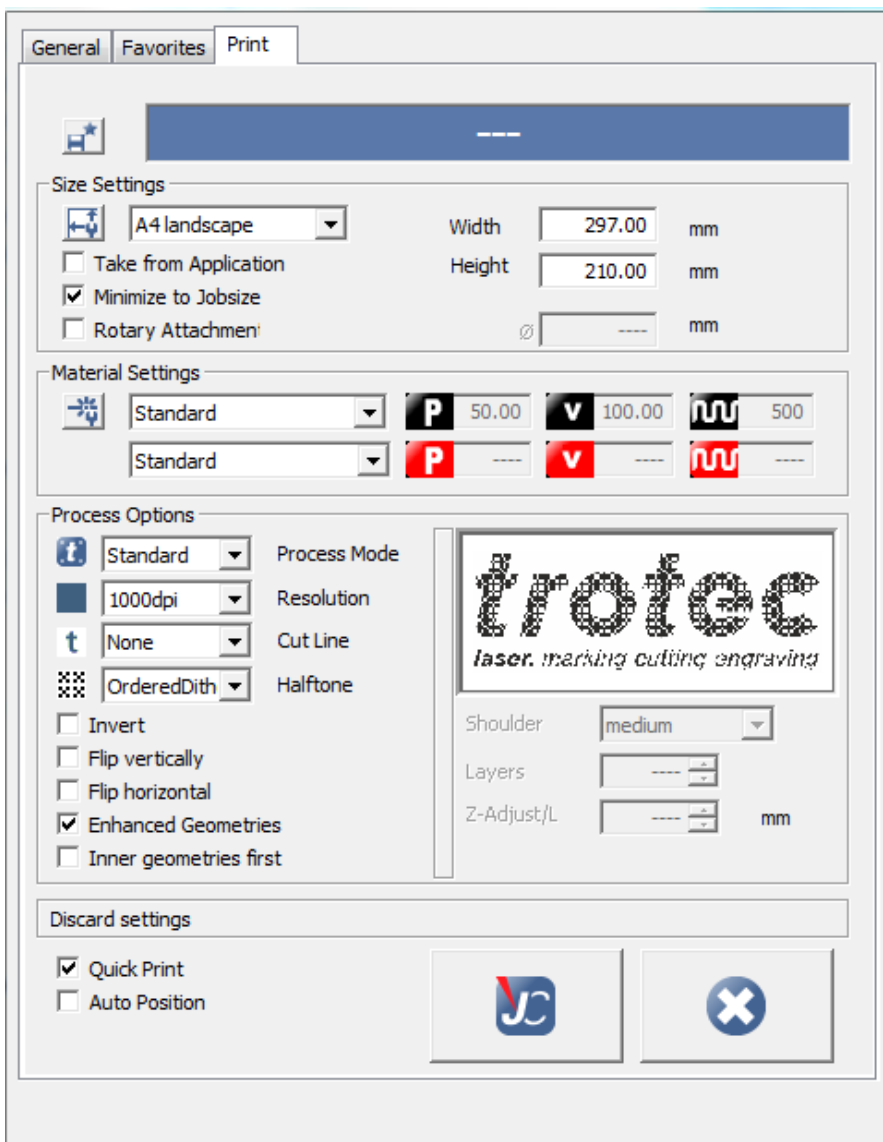 General Favorites Print
---
Size Settings
A4 landscape Width 297.00 mm
Take from Application Height 210.00 mm
Minimize to Jobsize
Rotary Attachment ø ---- mm
Material Settings
Standard P 50.00 v 100.00 500
Standard P ---- v ---- ----
Process Options
t Standard Process Mode
1000dpi Resolution
t None Cut Line
OrderedDith Halftone
trotec
laser. marking cutting engraving
Invert
Flip vertically
Flip horizontal
Enhanced Geometries
Inner geometries first
Shoulder medium
Layers ----
Z-Adjust/L ---- mm
Discard settings
Quick Print
Auto Position
JC